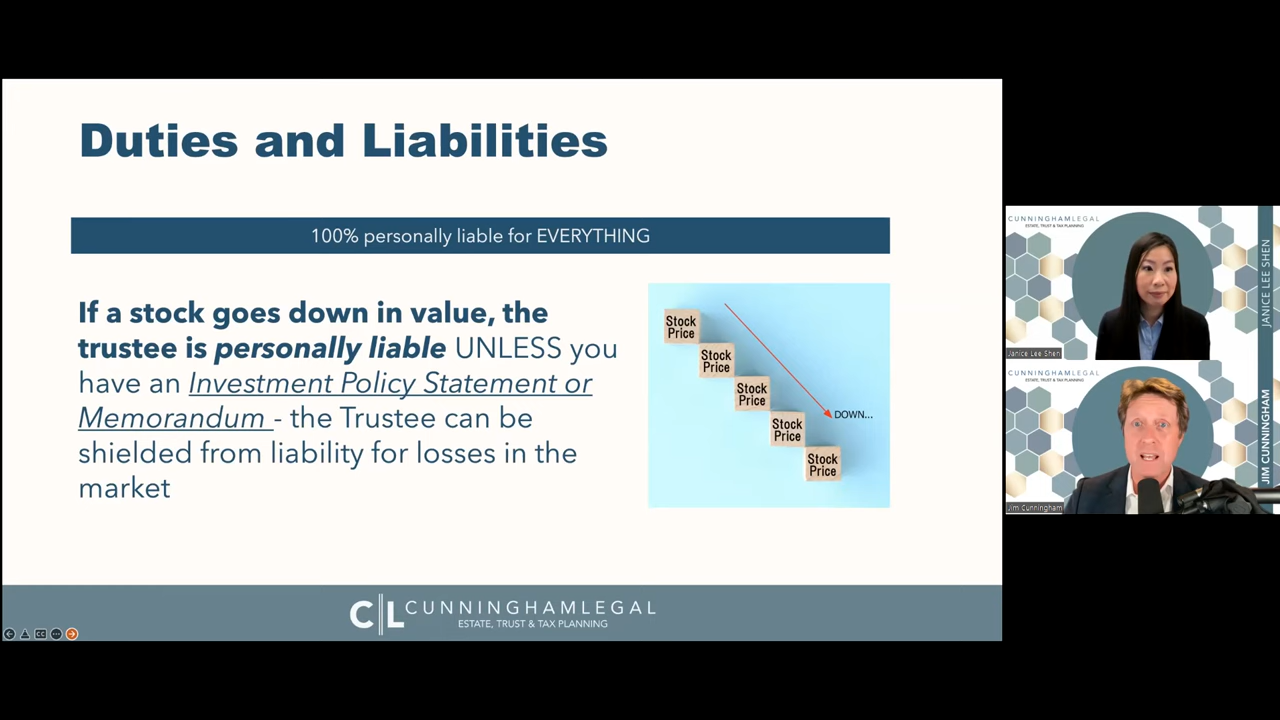 Duties and Liabilities
100% personally liable for EVERYTHING
If a stock goes down in value, the
trustee is personally liable UNLESS you
have an Investment Policy Statement or
Memorandum - the Trustee can be
shielded from liability for losses in the
market
Stock
Price
Stock
Price
Stock
Price
Stock
Price
Stock
Price
DOWN...
CL CUNNINGHAMLEGAL
ESTATE, TRUST & TAX PLANNING
CUNNINGHAMLEGAL
ESTATE, TRUST & TAX PLANNING
JANICE LEE SHEN
Janice Lee Shen
CUNNINGHAMLEGAL
ESTATE, TRUST & TAX PLANNING
JIM CUNNINGHAM
Jim Cunningham